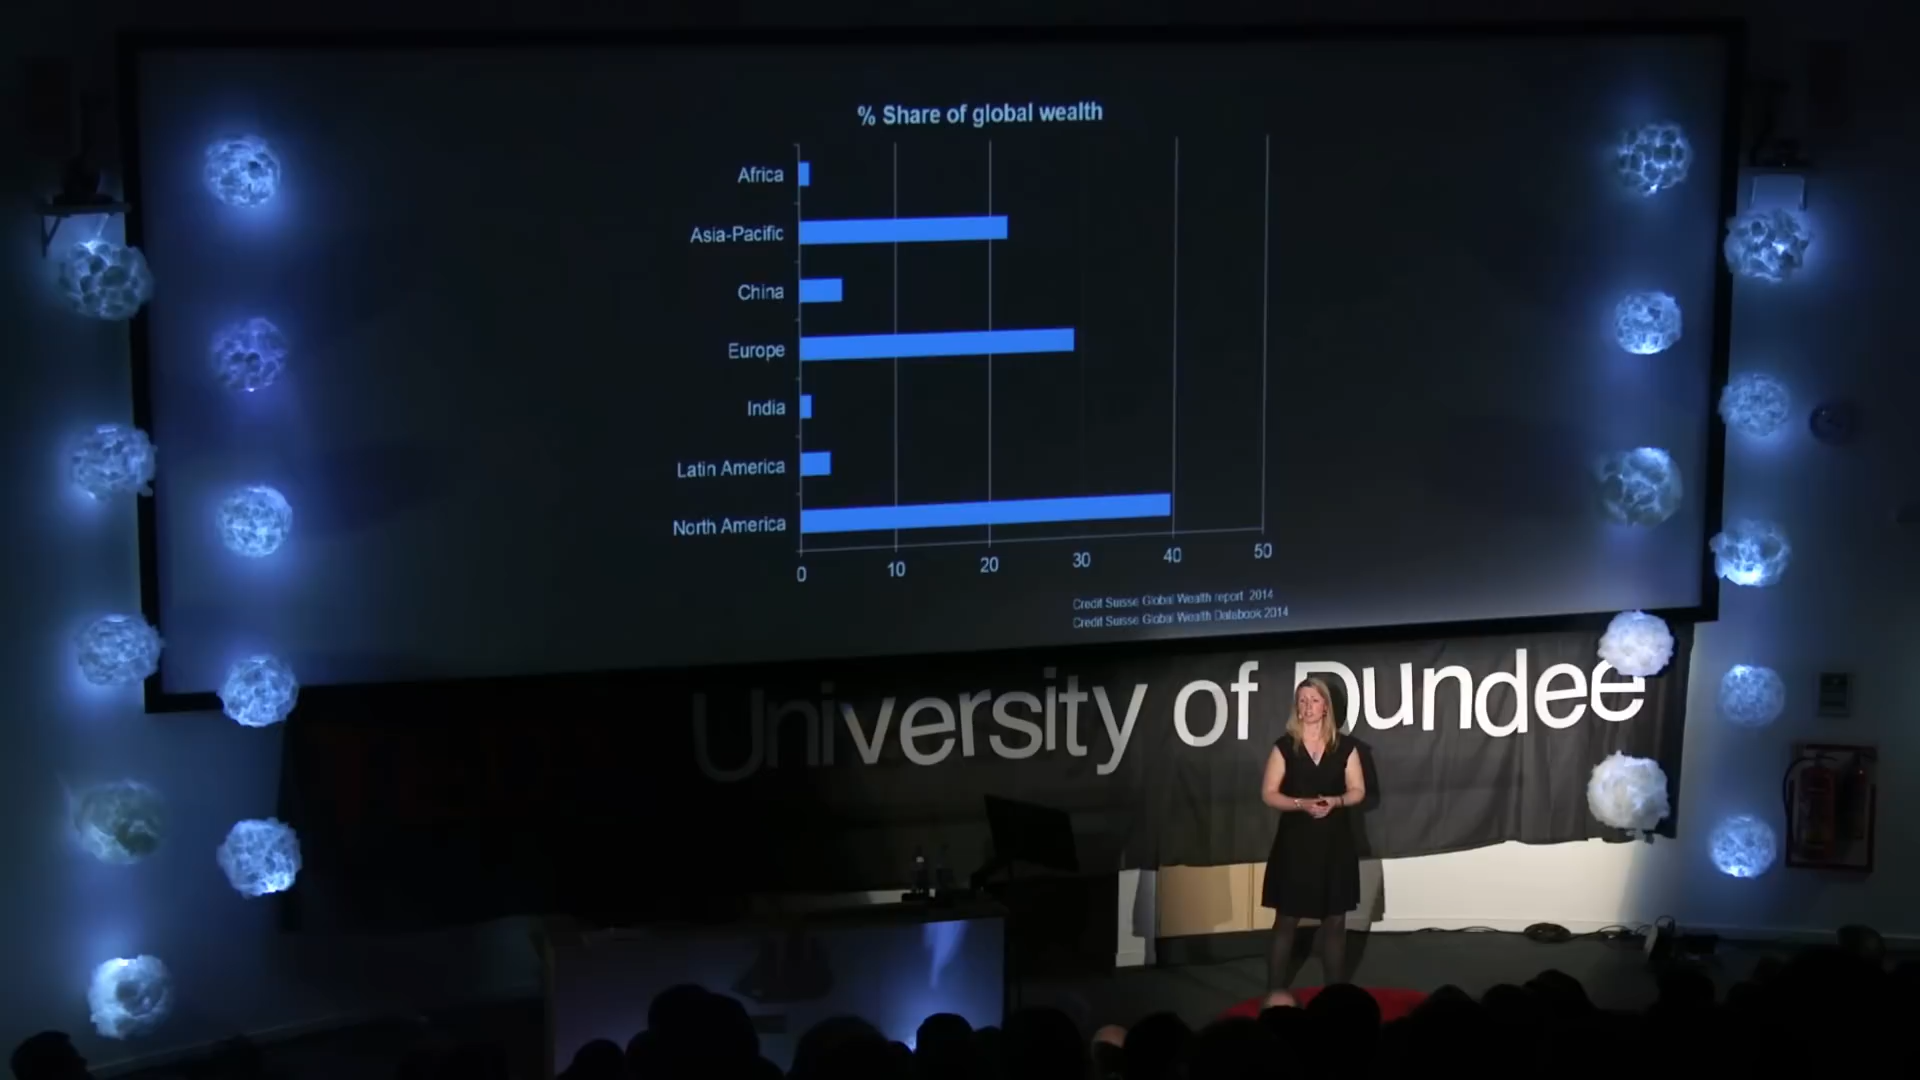 % Share of global wealth
Africa
Asia-Pacific
China
Europe
India
Latin America
North America
0 10 20 30 40 50
Credit Suisse Global Wealth report 2014
Credit Suisse Global Wealth Databook 2014
University of Dundee